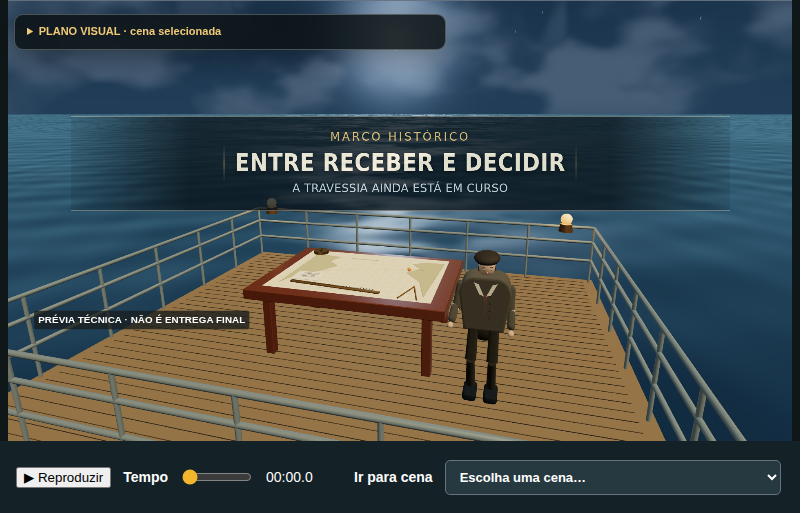 ▶ PLANO VISUAL · cena selecionada
MARCO HISTÓRICO
ENTRE RECEBER E DECIDIR
A TRAVESSIA AINDA ESTÁ EM CURSO
PRÉVIA TÉCNICA · NÃO É ENTREGA FINAL
▶ Reproduzir Tempo 00:00.0 Ir para cena Escolha uma cena…